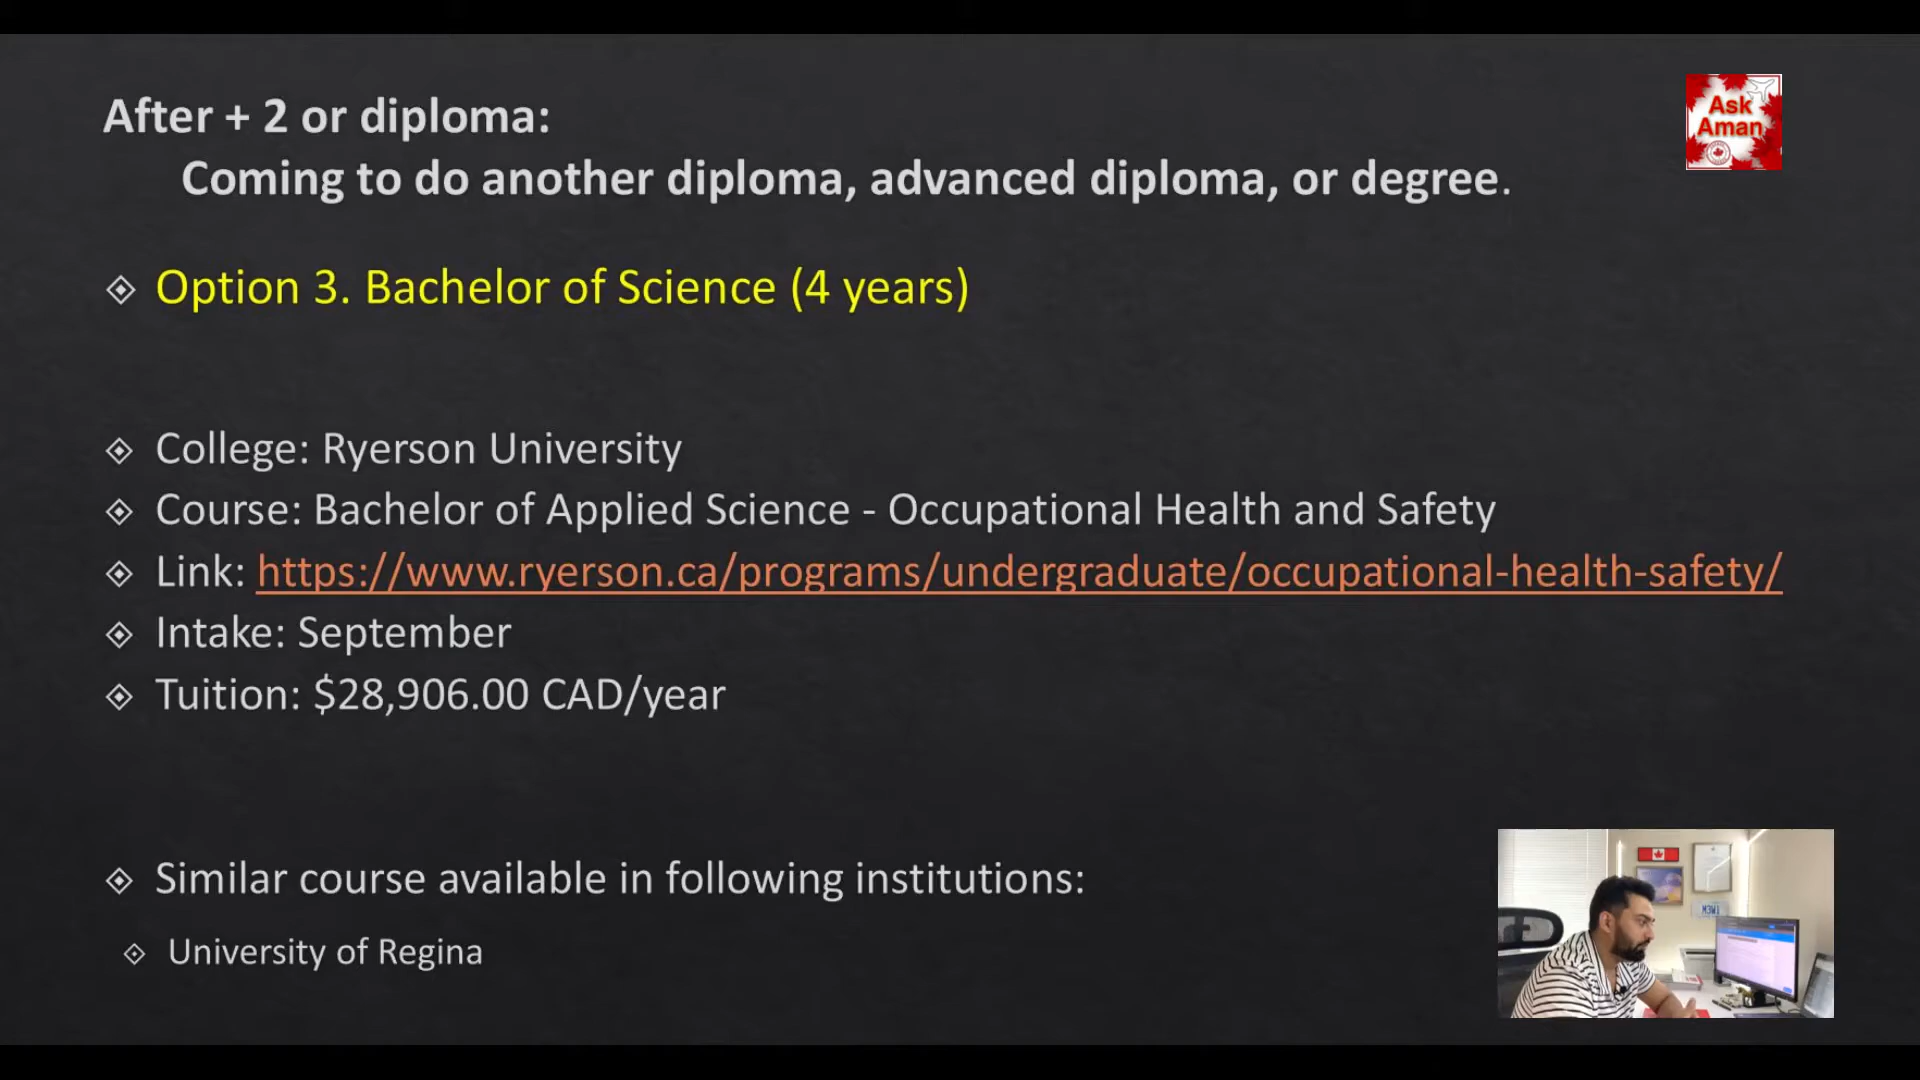 After + 2 or diploma:
Coming to do another diploma, advanced diploma, or degree.
Ask
Aman
Option 3. Bachelor of Science (4 years)
College: Ryerson University
Course: Bachelor of Applied Science - Occupational Health and Safety
Link: https://www.ryerson.ca/programs/undergraduate/occupational-health-safety/
Intake: September
Tuition: $28,906.00 CAD/year
Similar course available in following institutions:
University of Regina